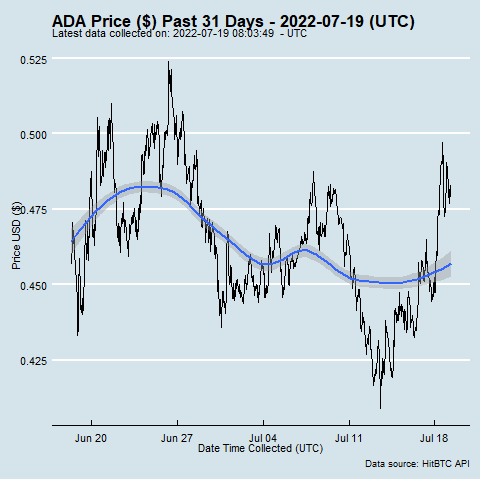 ADA Price ($) Past 31 Days - 2022-07-19 (UTC)
Latest data collected on: 2022-07-19 08:03:49  - UTC
0.525
0.500
0.475
0.450
0.425
Price USD ($)
Jun 20
Jun 27
Jul 04
Jul 11
Jul 18
Date Time Collected (UTC)
Data source: HitBTC API